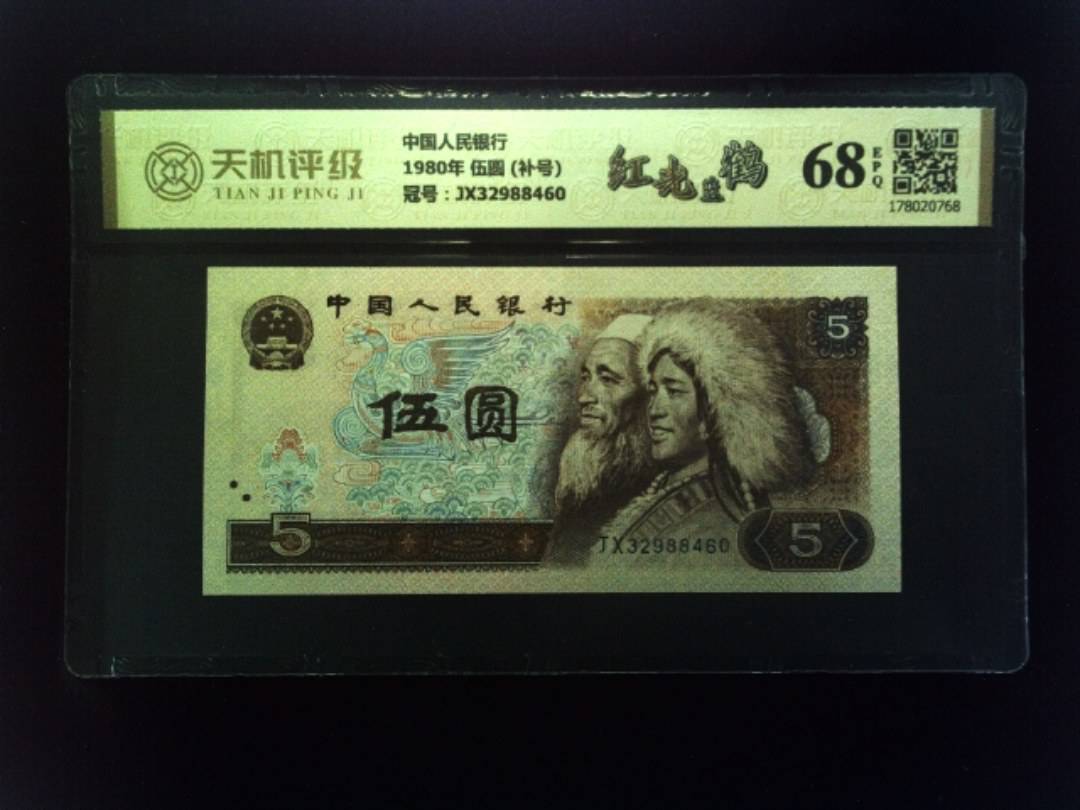 天机评级
TIAN JI PING JI
中国人民银行
1980年 伍圆 (补号)
冠号：JX32988460
红光蓝鹤
68
EPQ
178020768
中国人民银行
5
伍圆
5
JX32988460
5